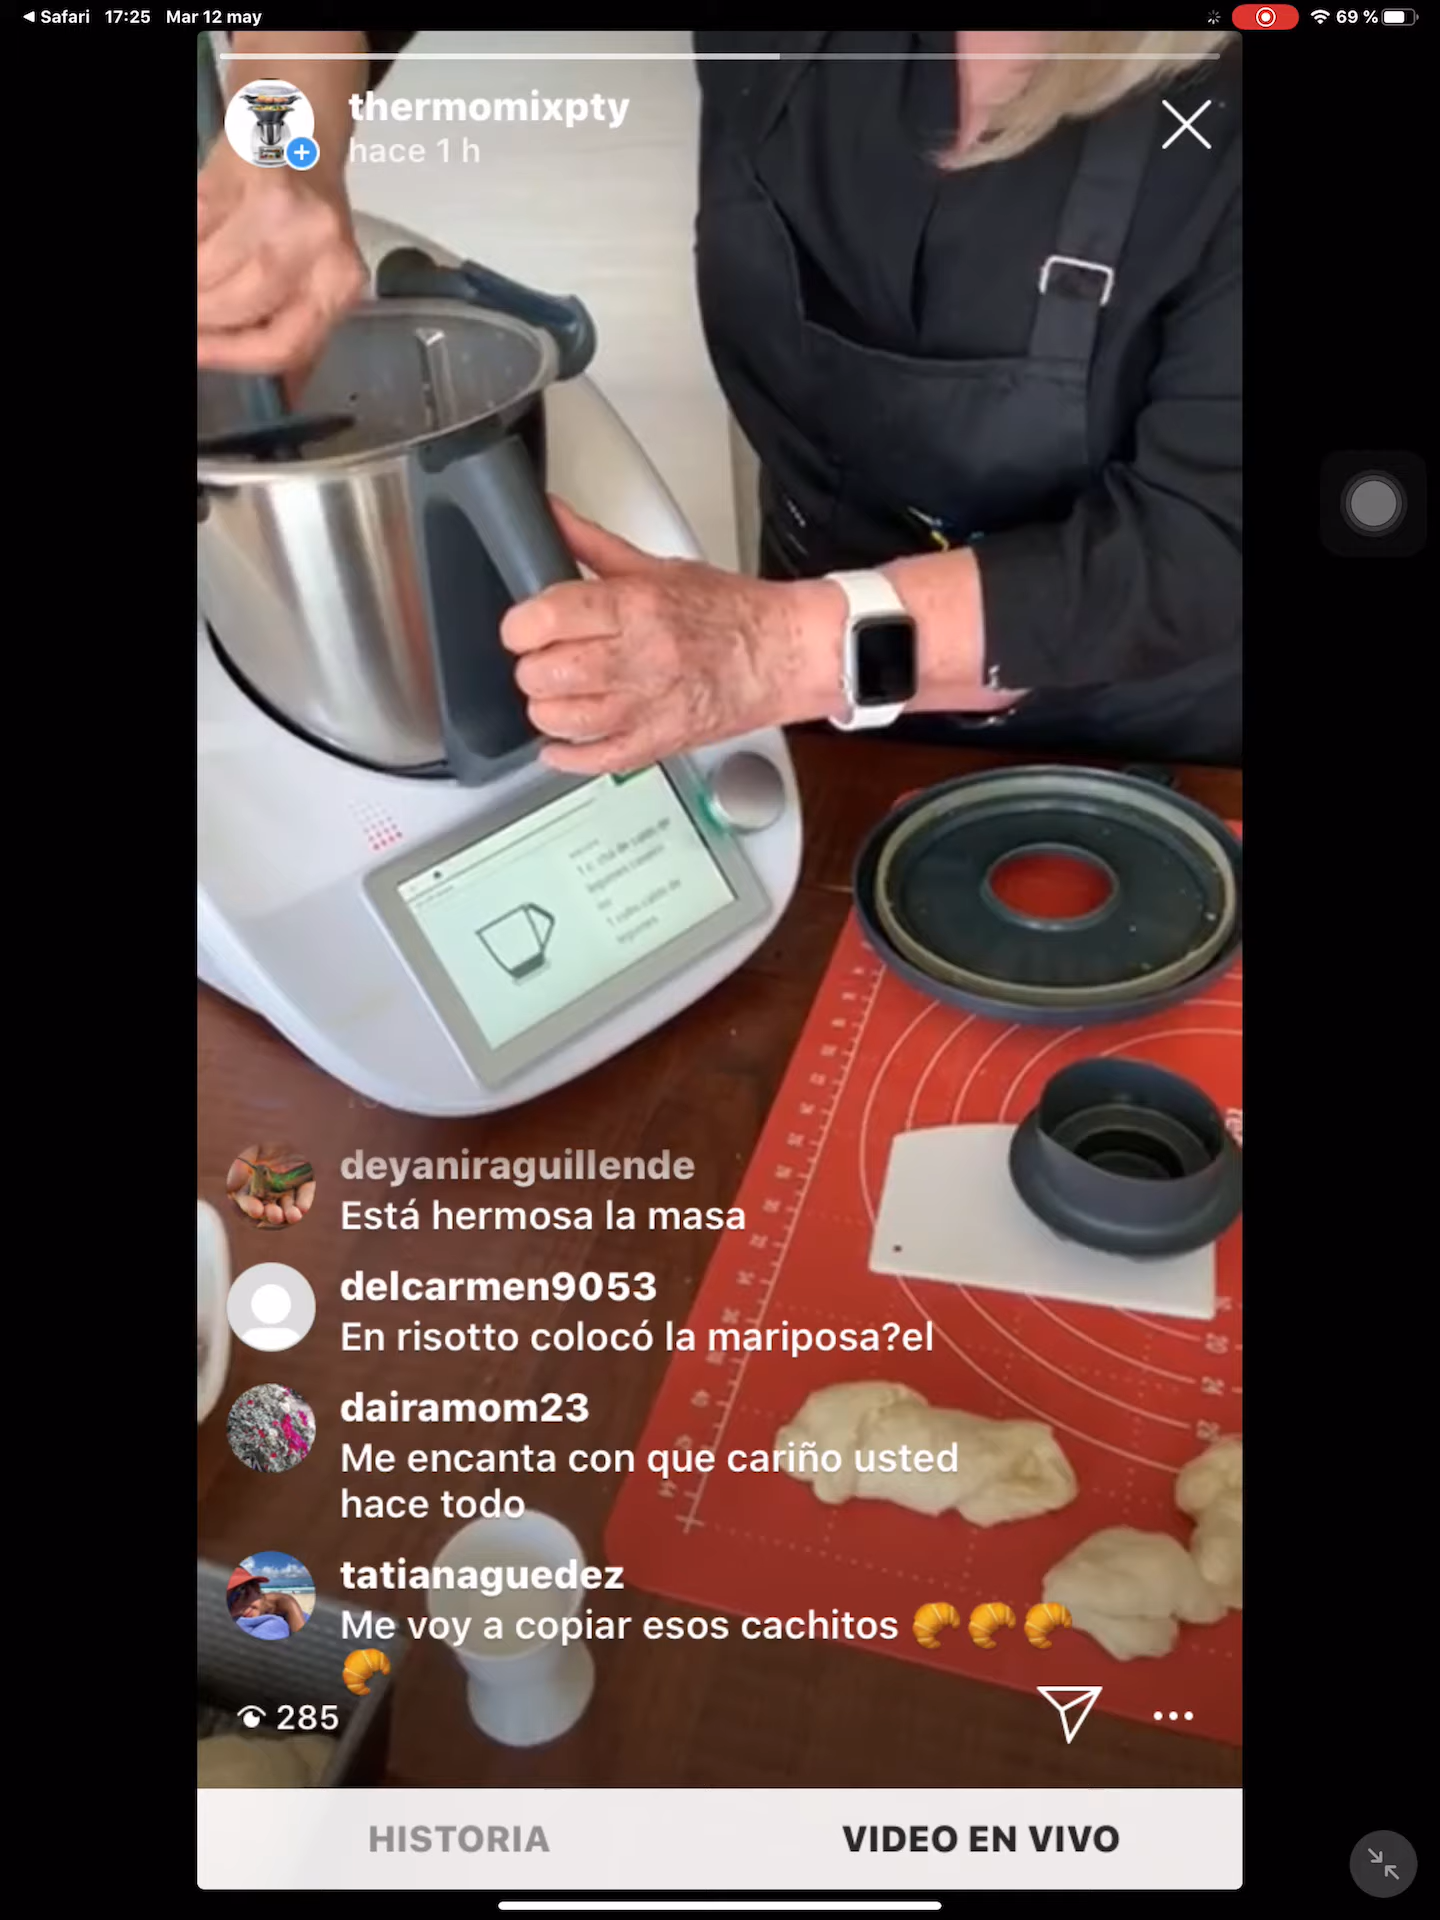 Safari 17:25 Mar 12 may
69 %
thermomixpty
hace 1 h
deyaniraguillende
Está hermosa la masa
delcarmen9053
En risotto colocó la mariposa?el
dairamom23
Me encanta con que cariño usted
hace todo
tatianaguedez
Me voy a copiar esos cachitos 🥐🥐🥐
🥐
285
HISTORIA
VIDEO EN VIVO